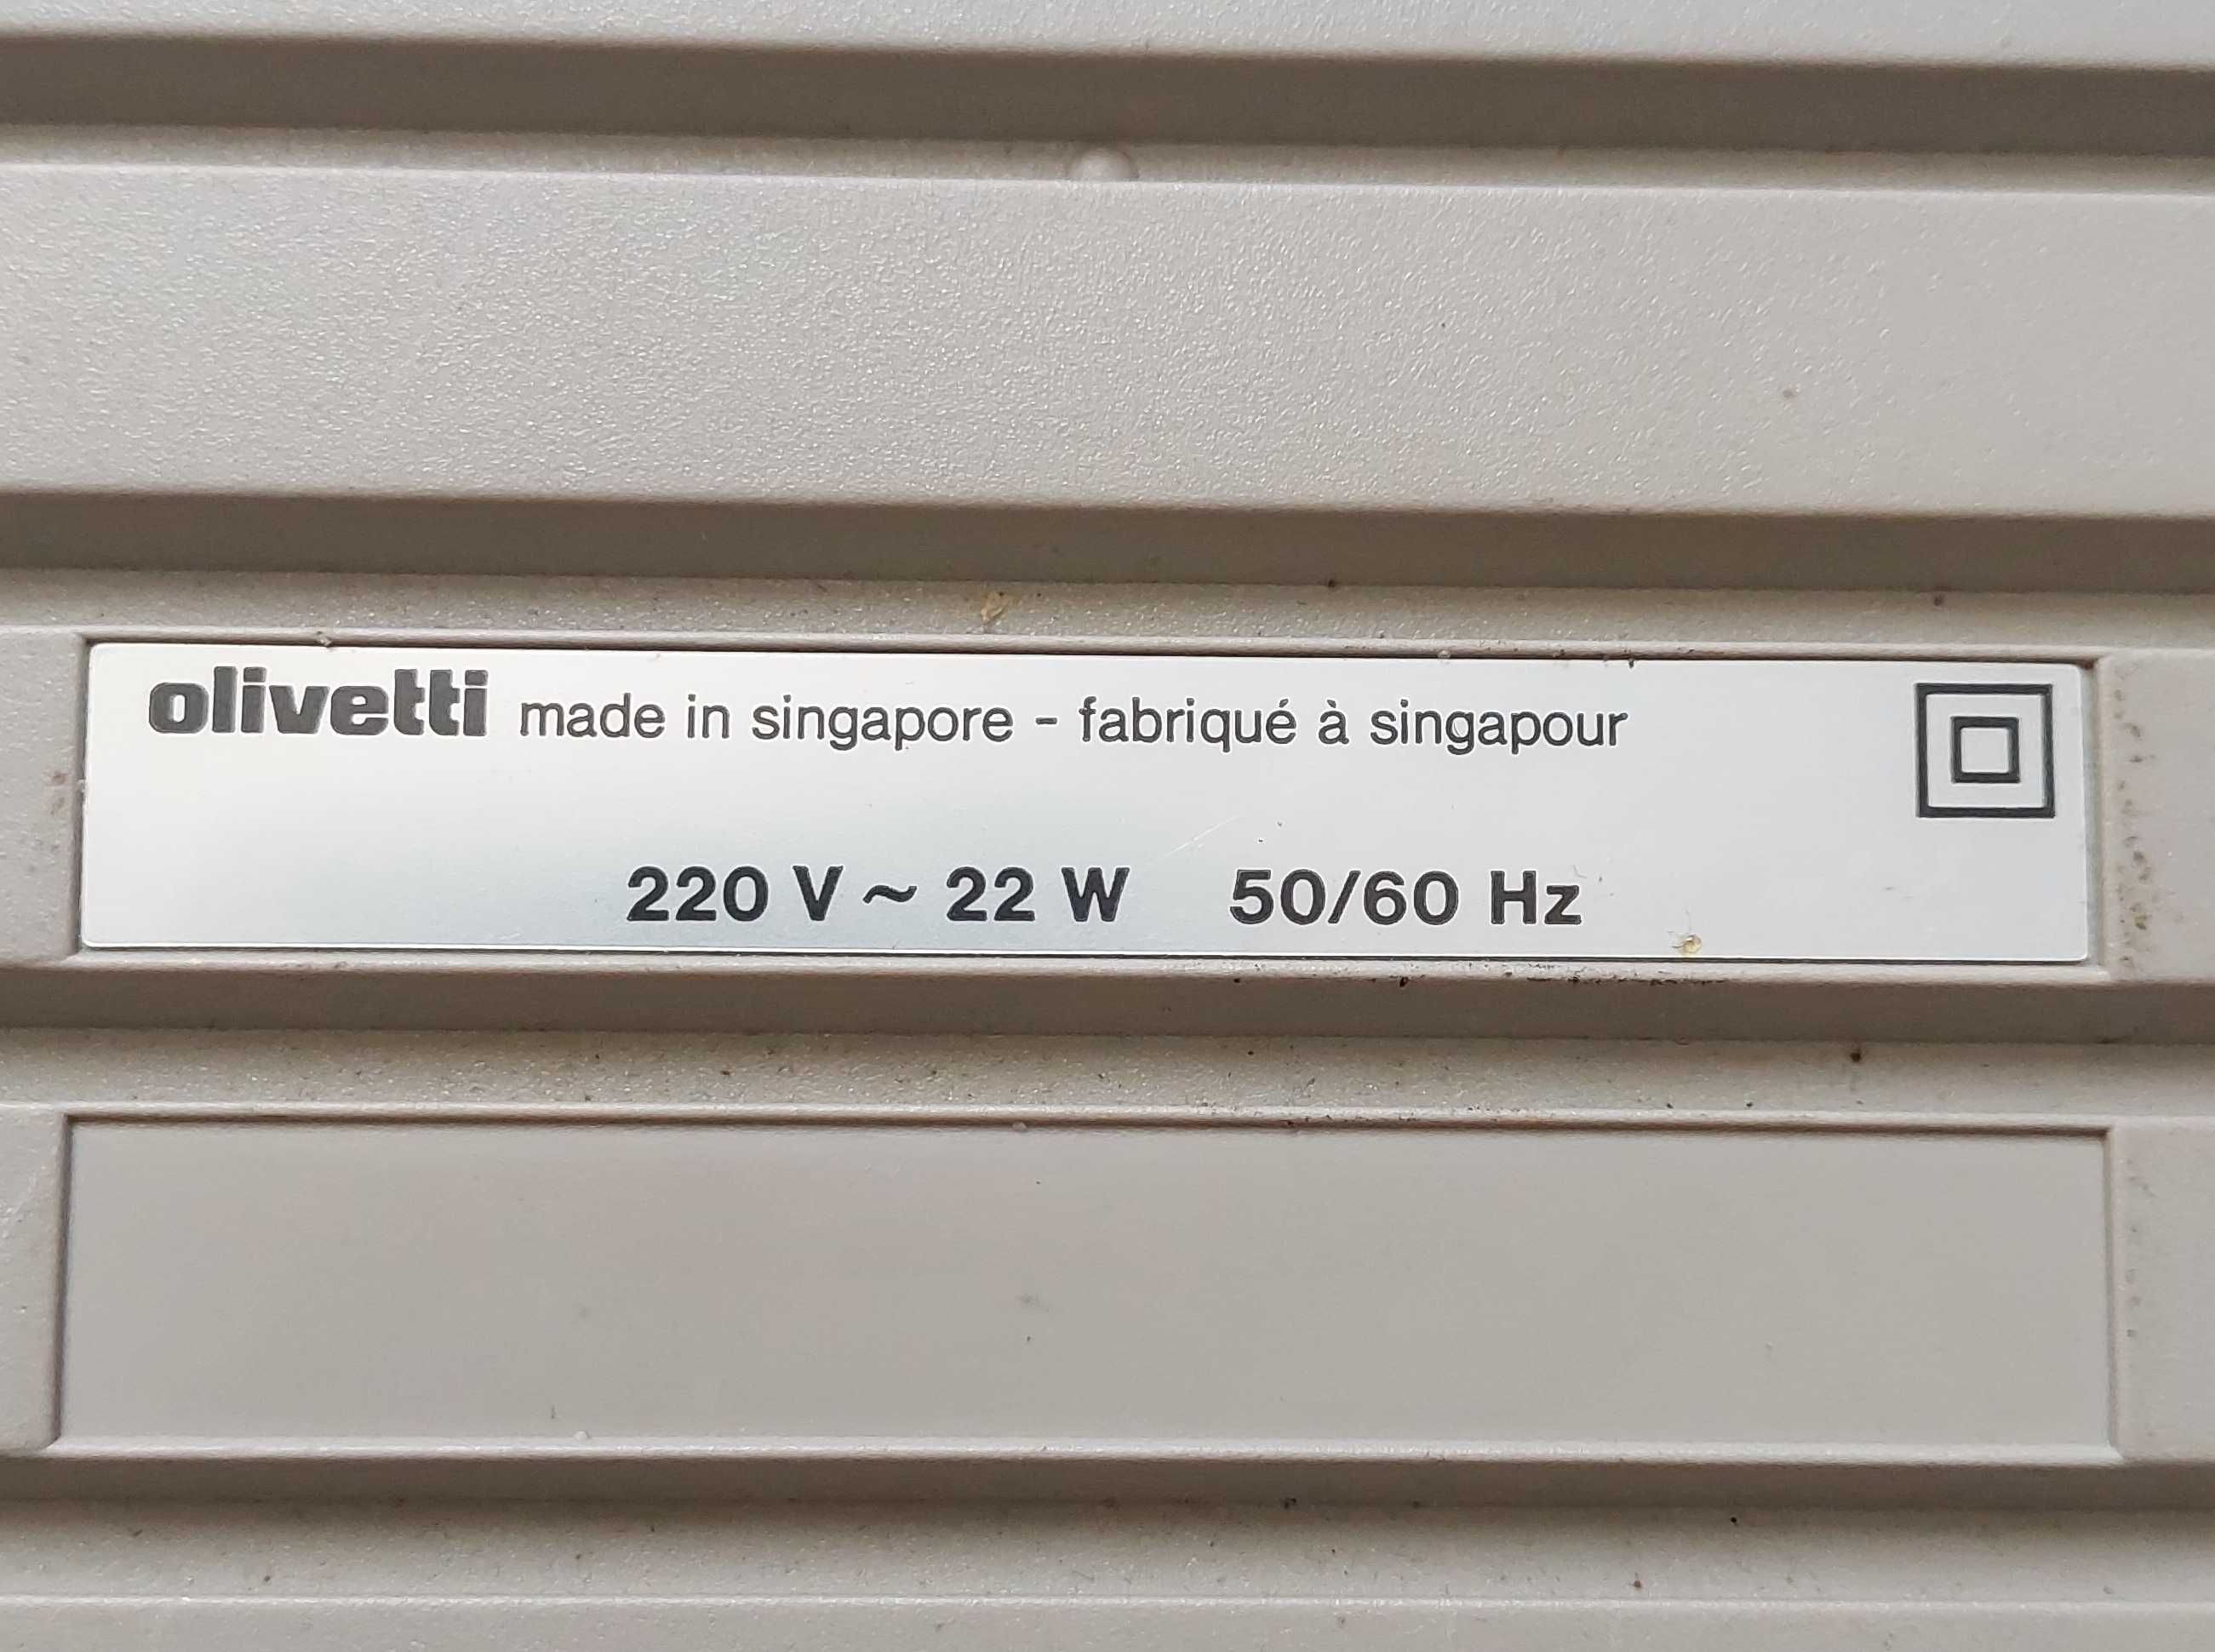 olivetti made in singapore - fabriqué à singapour
220 V ~ 22 W 50/60 Hz